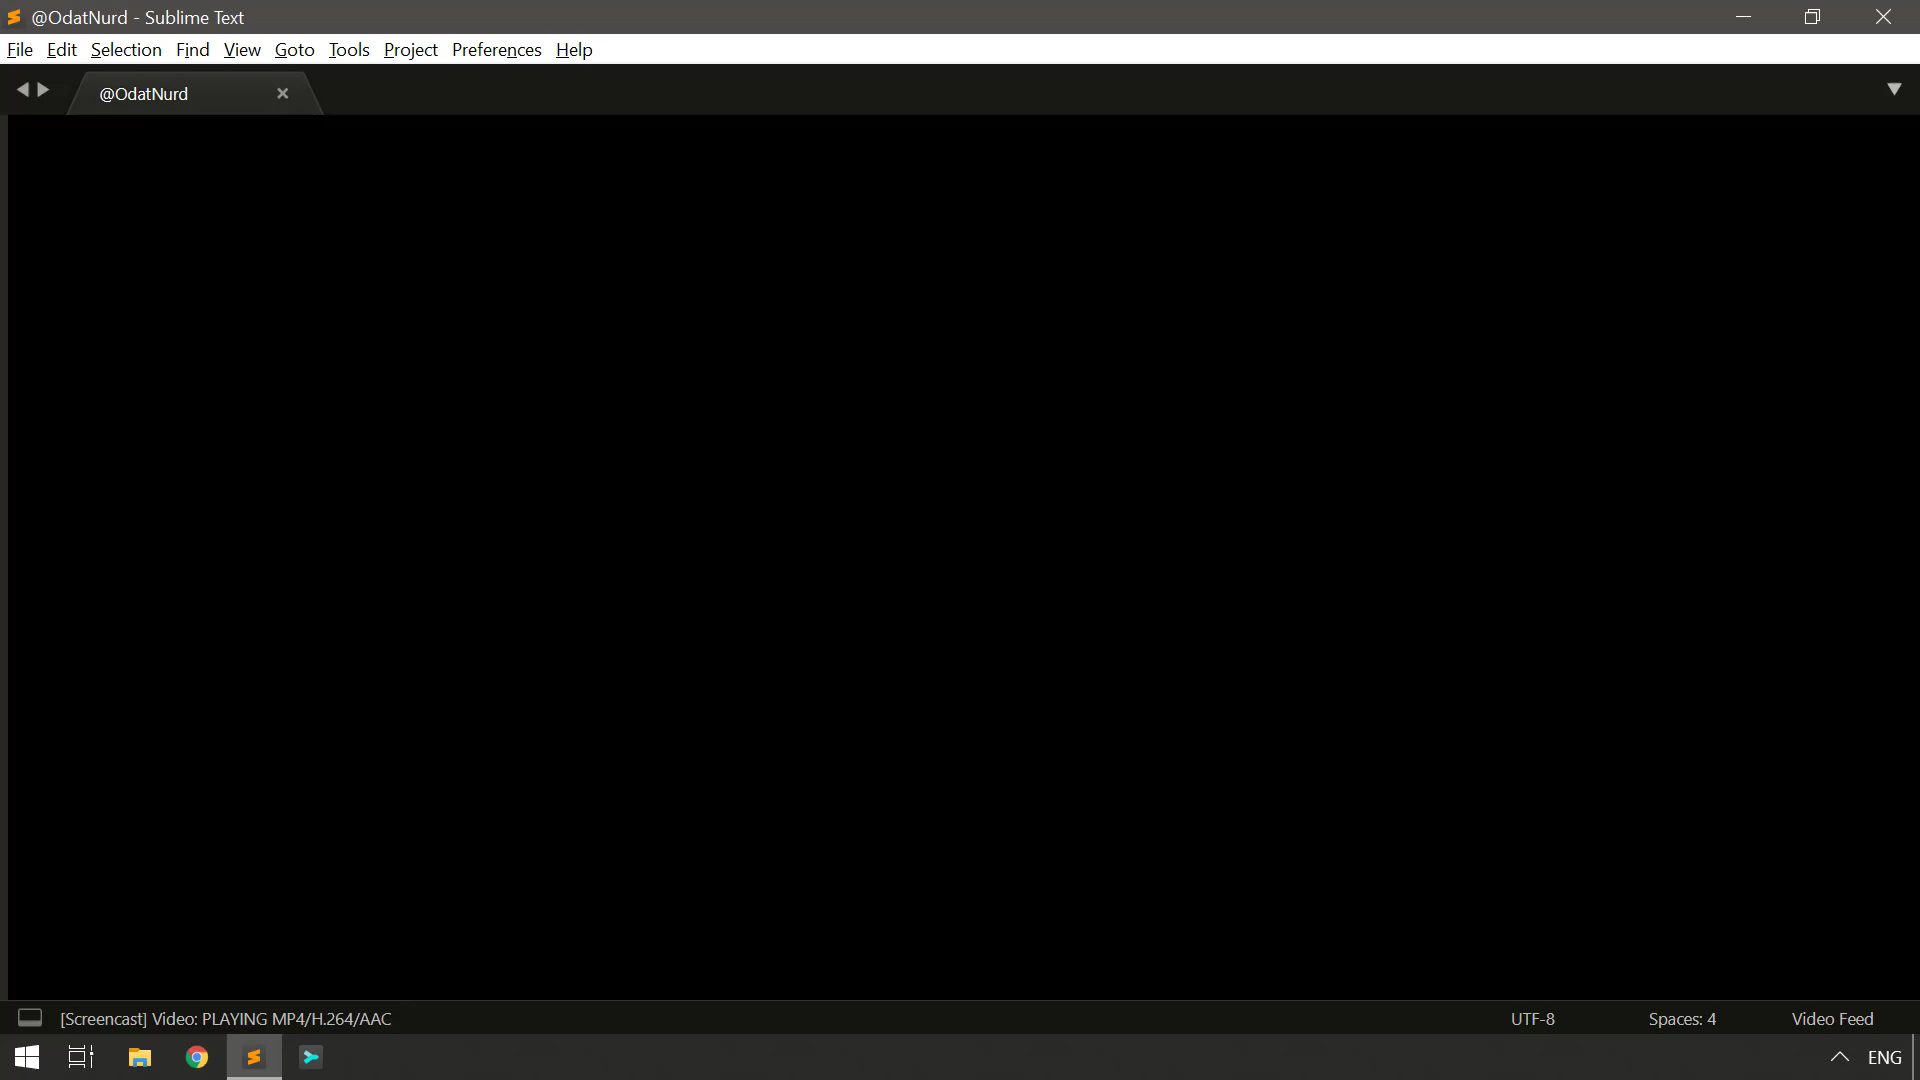 @OdatNurd - Sublime Text
File Edit Selection Find View Goto Tools Project Preferences Help
@OdatNurd
[Screencast] Video: PLAYING MP4/H.264/AAC UTF-8 Spaces: 4 Video Feed
ENG